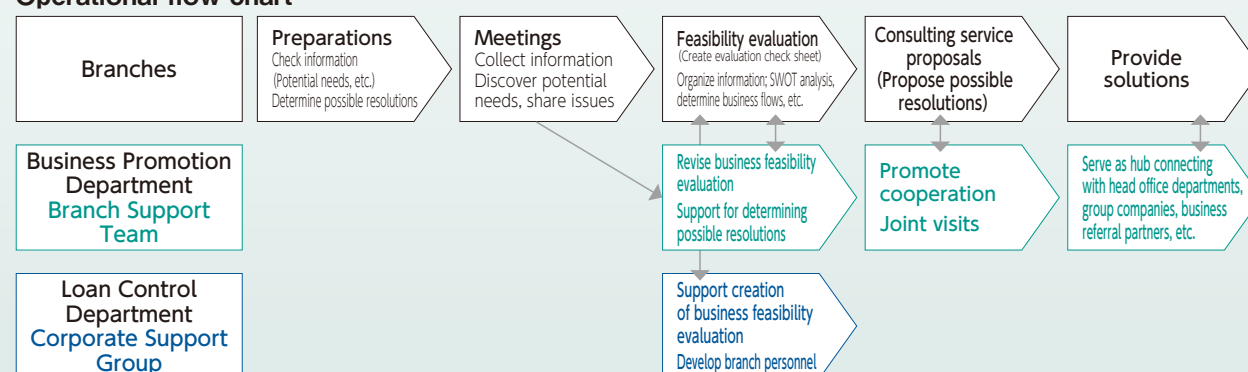 Operational flow chart
Branches
Preparations
Check information
(Potential needs, etc.)
Determine possible resolutions
Meetings
Collect information
Discover potential
needs, share issues
Feasibility evaluation
(Create evaluation check sheet)
Organize information; SWOT analysis,
determine business flows, etc.
Consulting service
proposals
(Propose possible
resolutions)
Provide
solutions
Business Promotion
Department
Branch Support
Team
Revise business feasibility
evaluation
Support for determining
possible resolutions
Promote
cooperation
Joint visits
Serve as hub connecting
with head office departments,
group companies, business
referral partners, etc.
Loan Control
Department
Corporate Support
Group
Support creation
of business feasibility
evaluation
Develop branch personnel